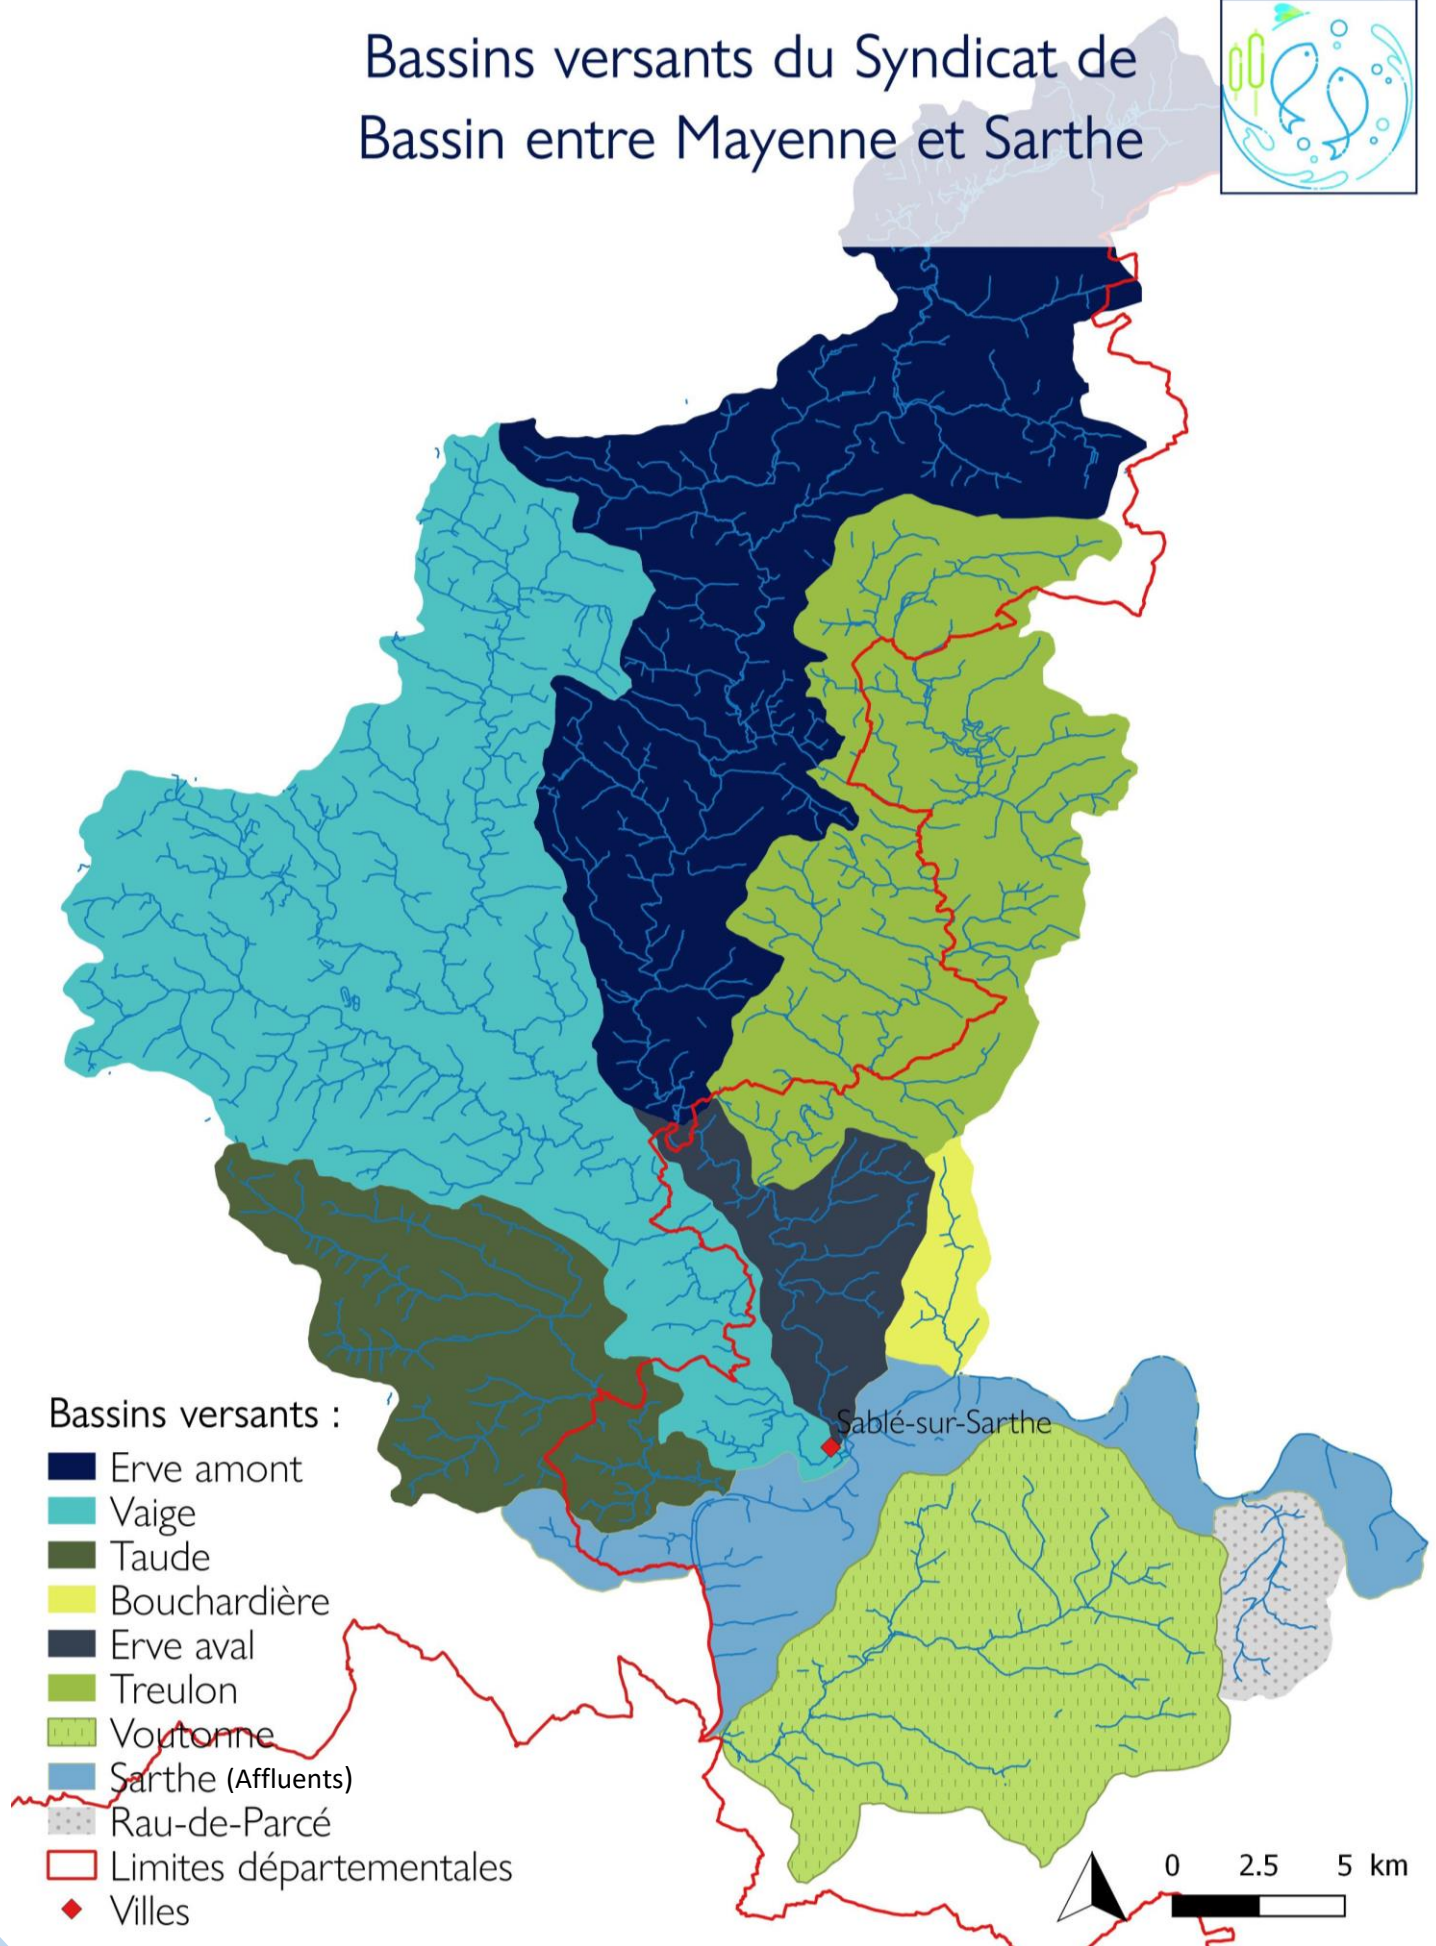 Bassins versants du Syndicat de
Bassin entre Mayenne et Sarthe
Sablé-sur-Sarthe
Bassins versants :
Erve amont
Vaige
Taude
Bouchardière
Erve aval
Treulon
Voutonne
Sarthe (Affluents)
Rau-de-Parcé
Limites départementales
Villes
0 2.5 5 km